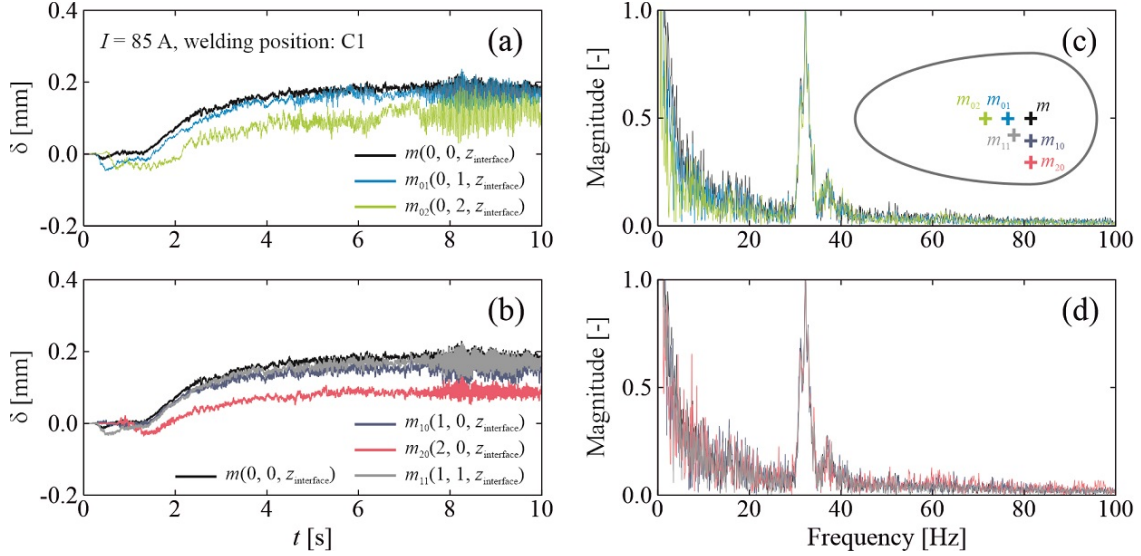 I = 85 A, welding position: C1
(a)
δ [mm]
0.4
0.2
0.0
-0.2
m(0, 0, z_interface)
m₀₁(0, 1, z_interface)
m₀₂(0, 2, z_interface)
0 2 4 6 8 10
(c)
Magnitude [-]
1.0
0.5
0.0
m₀₂ m₀₁ m
m₁₁ m₁₀
m₂₀
0 20 40 60 80 100
(b)
δ [mm]
0.4
0.2
0.0
-0.2
m₁₀(1, 0, z_interface)
m₂₀(2, 0, z_interface)
m(0, 0, z_interface) m₁₁(1, 1, z_interface)
0 2 4 6 8 10
t [s]
(d)
Magnitude [-]
1.0
0.5
0.0
0 20 40 60 80 100
Frequency [Hz]